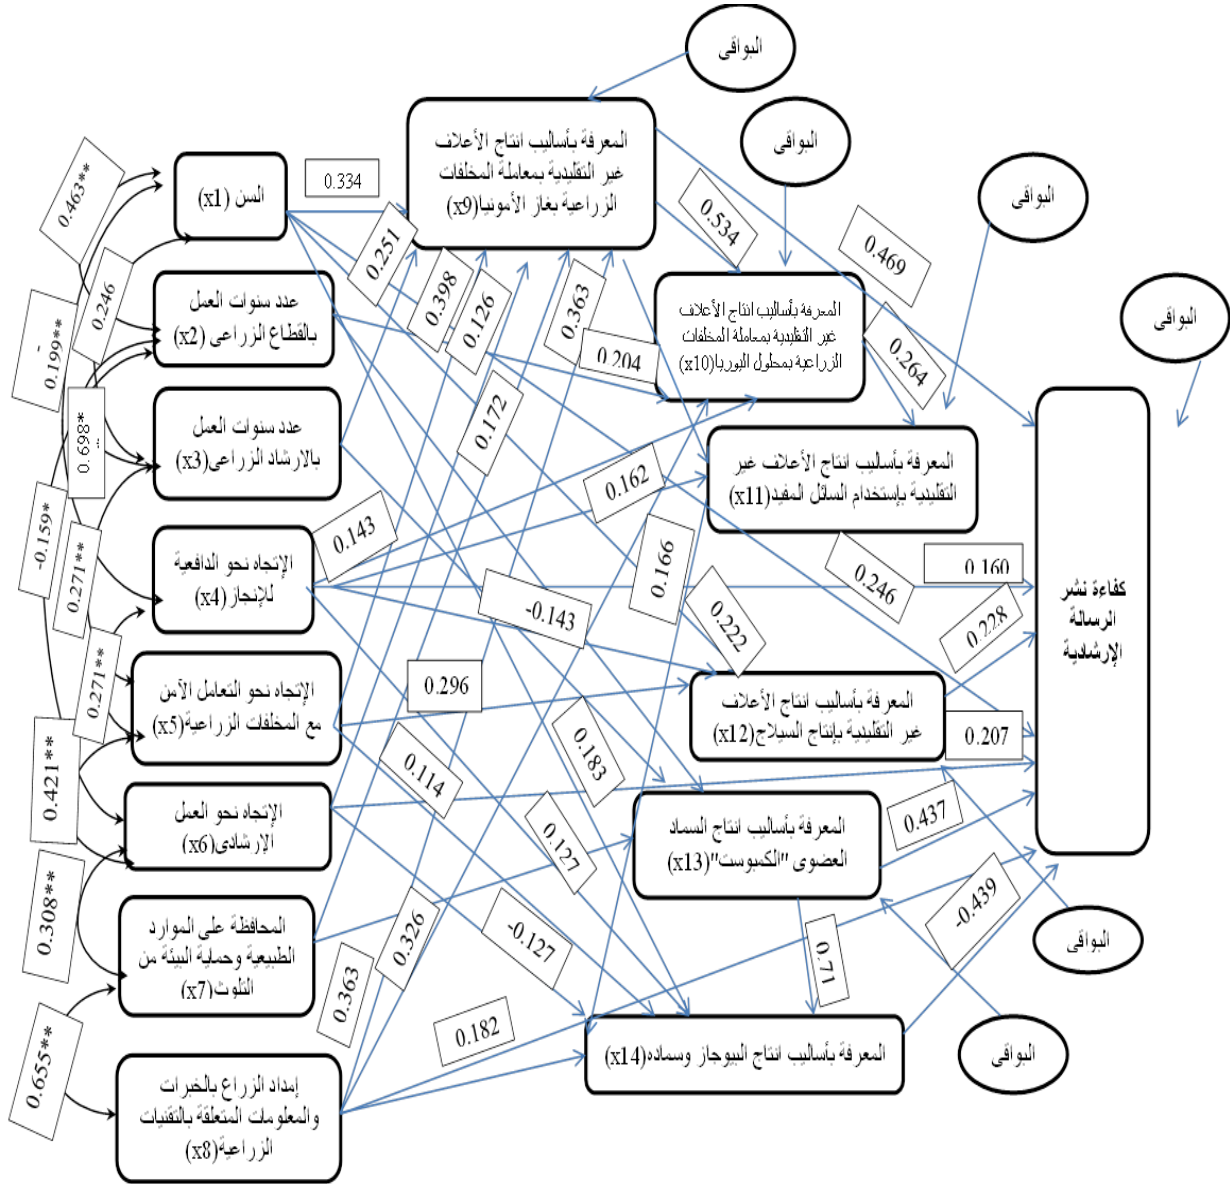 البواقى
البواقى
البواقى
البواقى
المعرفة بأساليب انتاج الأعلاف
غير التقليدية بمعاملة المخلفات
الزراعية بغاز الأمونيا(x9)
السن (x1)
عدد سنوات العمل
بالقطاع الزراعى (x2)
عدد سنوات العمل
بالارشاد الزراعى(x3)
الإتجاه نحو الدافعية
للإنجاز(x4)
الإتجاه نحو التعامل الآمن
مع المخلفات الزراعية(x5)
الإتجاه نحو العمل
الإرشادى(x6)
المحافظة على الموارد
الطبيعية وحماية البيئة من
التلوث(x7)
إمداد الزراع بالخبرات
والمعلومات المتعلقة بالتقنيات
الزراعية(x8)
المعرفة بأساليب انتاج الأعلاف
غير التقليدية بمعاملة المخلفات
الزراعية بمحلول اليوريا(x10)
المعرفة بأساليب انتاج الأعلاف غير
التقليدية بإستخدام السائل المفيد(x11)
المعرفة بأساليب انتاج الأعلاف
غير التقليدية بإنتاج السيلاج(x12)
المعرفة بأساليب انتاج السماد
العضوى "الكمبوست"(x13)
المعرفة بأساليب انتاج البيوجاز وسماده(x14)
كفاءة نشر
الرسالة
الإرشادية
البواقى
البواقى
0.463**
0.246
-
0.199**
0.698*
**
-0.159*
0.271**
0.271**
0.421**
0.308**
0.655**
0.334
0.251
0.398
0.126
0.363
0.534
0.469
0.204
0.264
0.172
0.162
0.143
0.166
0.160
0.246
0.228
-0.143
0.222
0.296
0.207
0.183
0.114
0.127
0.437
-0.439
0.326
-0.127
0.71
0.363
0.182